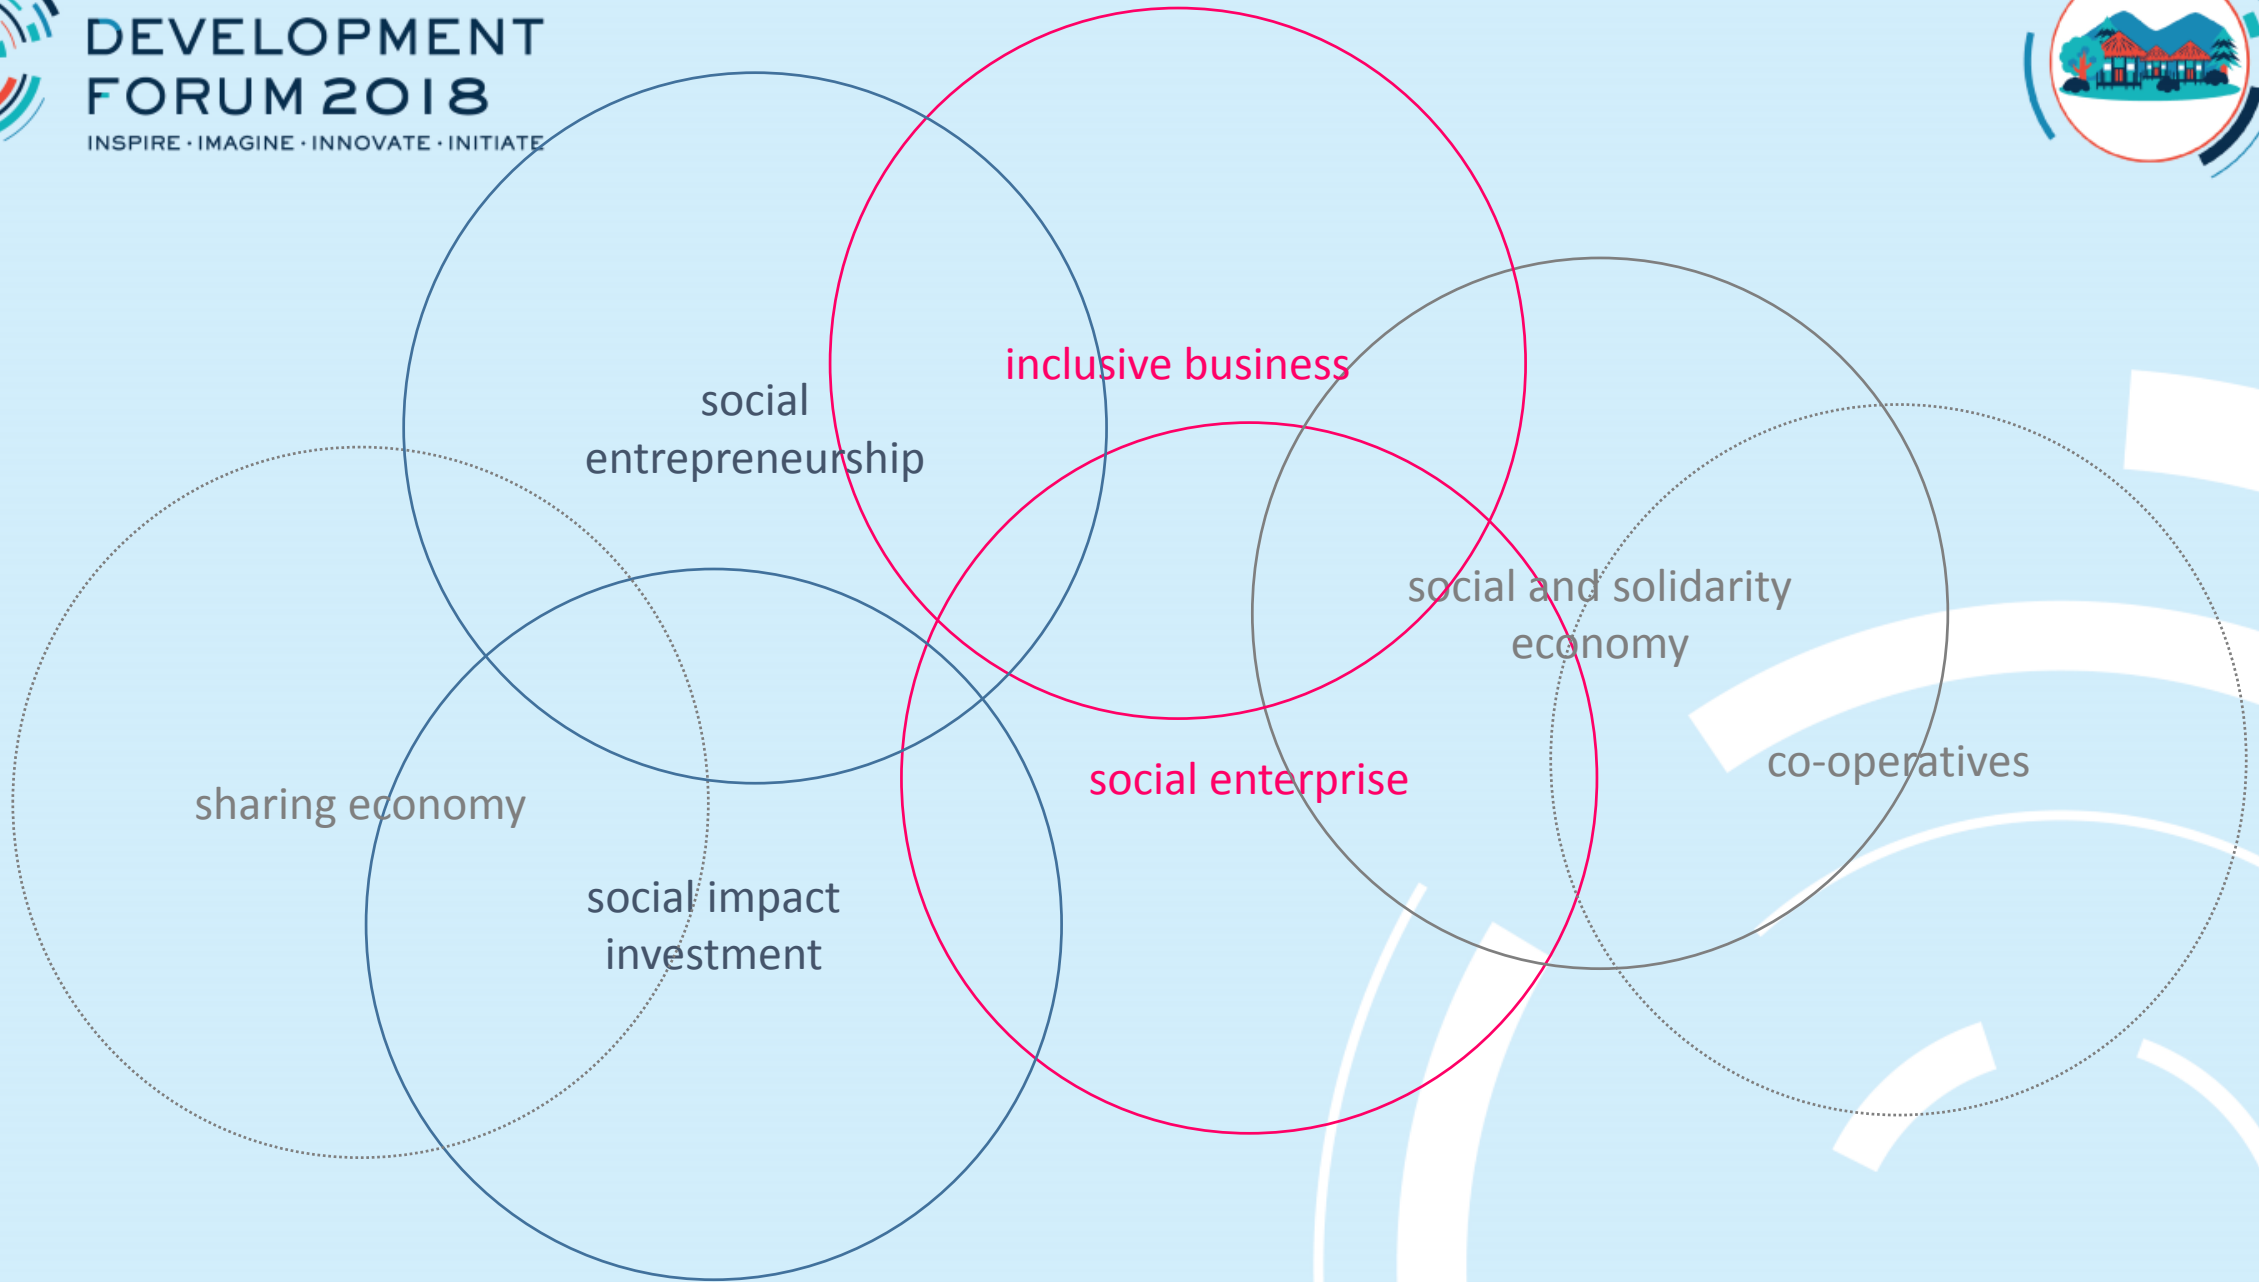 DEVELOPMENT
FORUM 2018
INSPIRE · IMAGINE · INNOVATE · INITIATE
inclusive business
social
entrepreneurship
social and solidarity
economy
co-operatives
social enterprise
sharing economy
social impact
investment